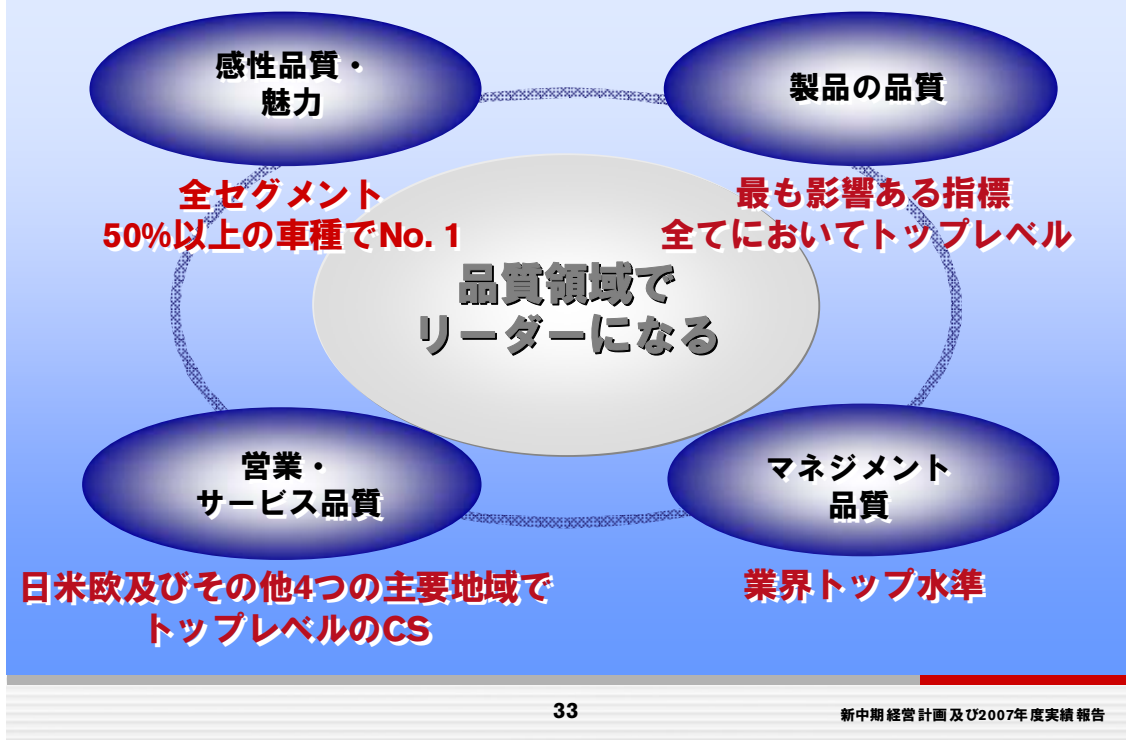 感性品質・
魅力
製品の品質
全セグメント
50%以上の車種でNo. 1
最も影響ある指標
全てにおいてトップレベル
品質領域で
リーダーになる
営業・
サービス品質
マネジメント
品質
日米欧及びその他4つの主要地域で
トップレベルのCS
業界トップ水準
33
新中期経営計画及び2007年度実績報告